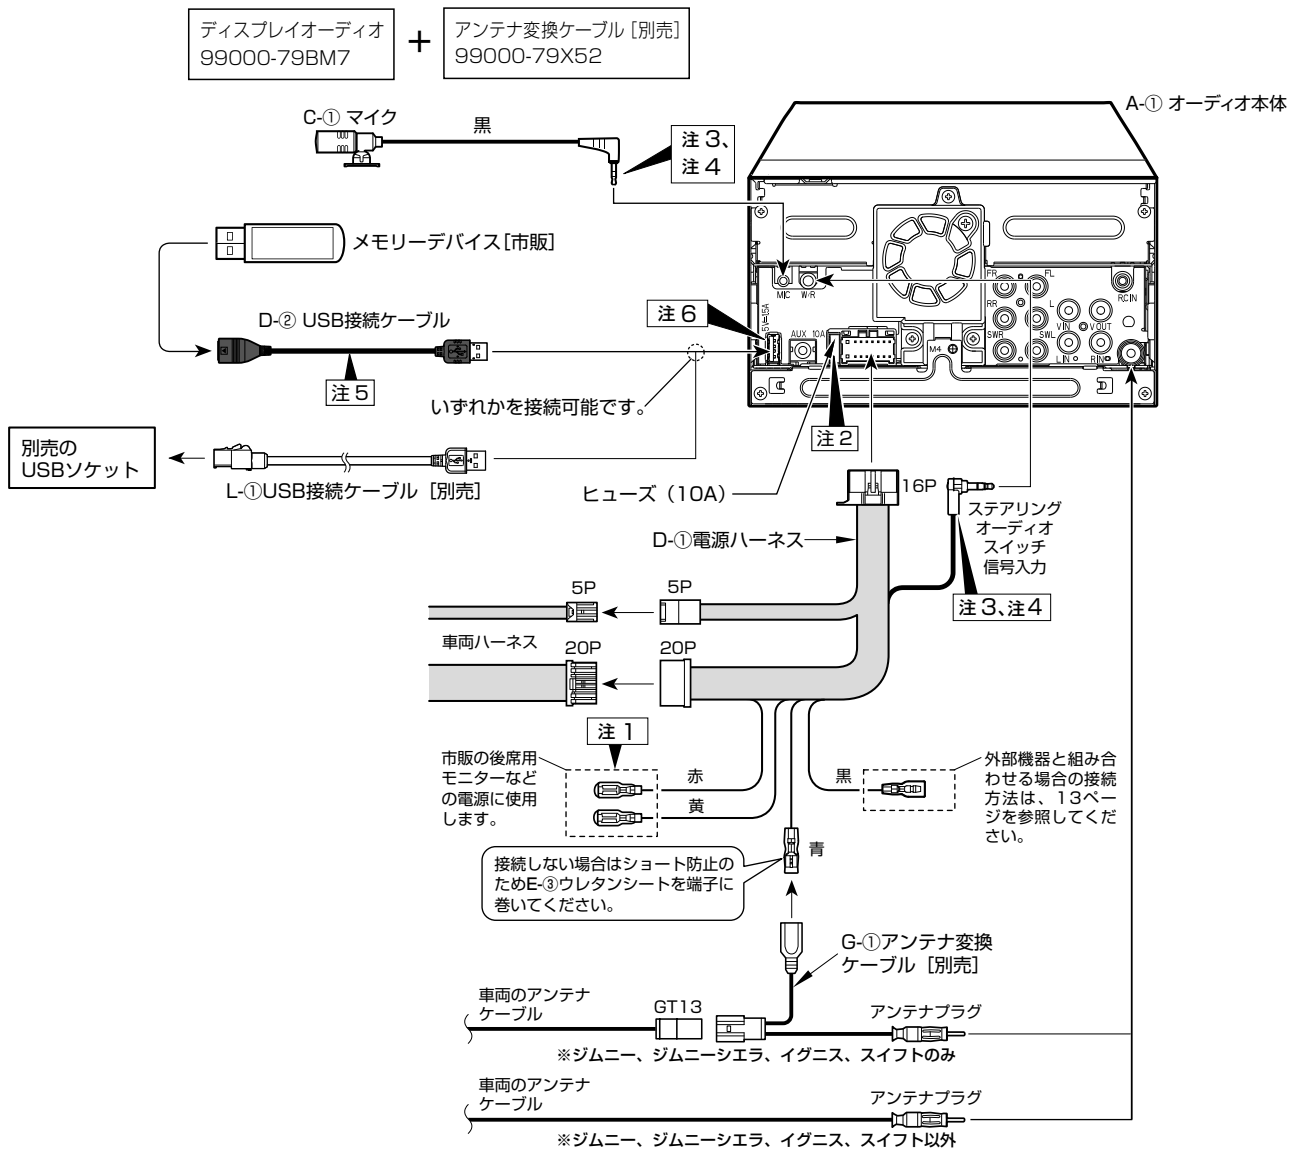 ディスプレイオーディオ
99000-79BM7
+
アンテナ変換ケーブル［別売］
99000-79X52
A-① オーディオ本体
C-① マイク
黒
注３、
注４
メモリーデバイス［市販］
D-② USB接続ケーブル
注５
注６
いずれかを接続可能です。
別売の
USBソケット
L-①USB接続ケーブル［別売］
MIC
W/R
FR
FL
RR
L
RCIN
SWR
SWL
VIN
VOUT
LIN
RIN
AUX
10A
M4
注２
ヒューズ（10A）
16P
D-①電源ハーネス
ステアリング
オーディオ
スイッチ
信号入力
注３、注４
5P
5P
車両ハーネス
20P
20P
注１
市販の後席用
モニターなど
の電源に使用
します。
赤
黄
黒
外部機器と組み合
わせる場合の接続
方法は、13ペー
ジを参照してくだ
さい。
青
接続しない場合はショート防止の
ためE-③ウレタンシートを端子に
巻いてください。
G-①アンテナ変換
ケーブル［別売］
車両のアンテナ
ケーブル
GT13
アンテナプラグ
※ジムニー、ジムニーシエラ、イグニス、スイフトのみ
車両のアンテナ
ケーブル
アンテナプラグ
※ジムニー、ジムニーシエラ、イグニス、スイフト以外